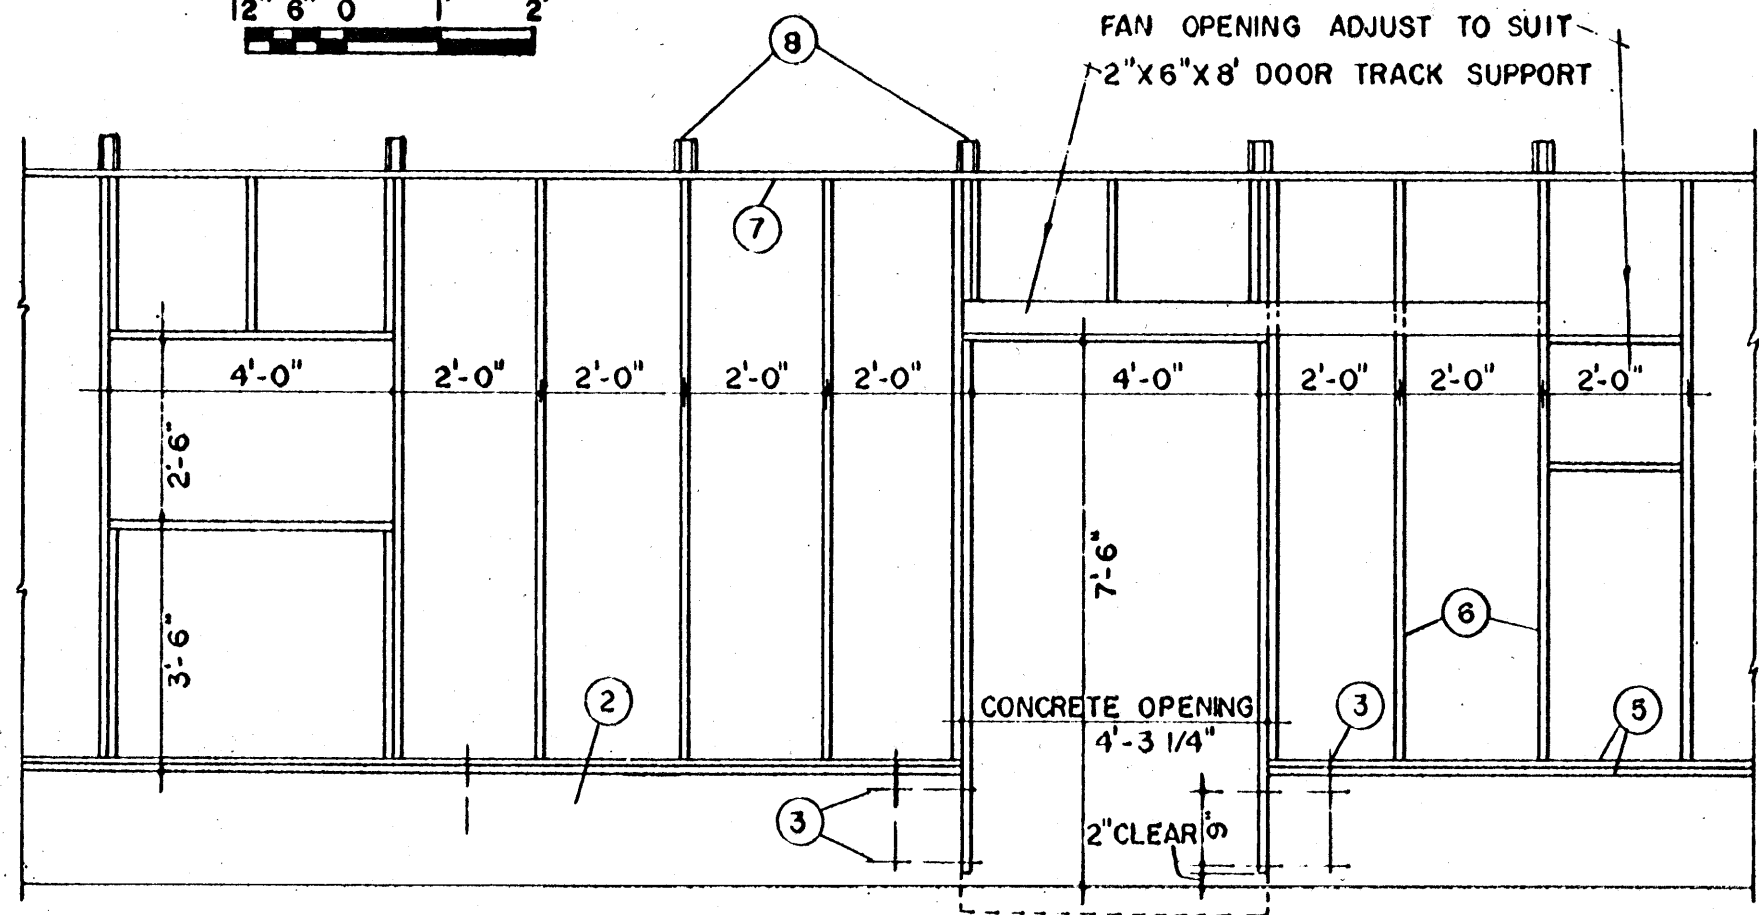 12" 6" 0 1' 2'
8
FAN OPENING ADJUST TO SUIT
2"X6"X8' DOOR TRACK SUPPORT
7
4'-0" 2'-0" 2'-0" 2'-0" 2'-0" 4'-0" 2'-0" 2'-0" 2'-0"
2'-6"
7'-6"
3'-6"
6
2
CONCRETE OPENING
4'-3 1/4"
3
5
3
2" CLEAR
9"